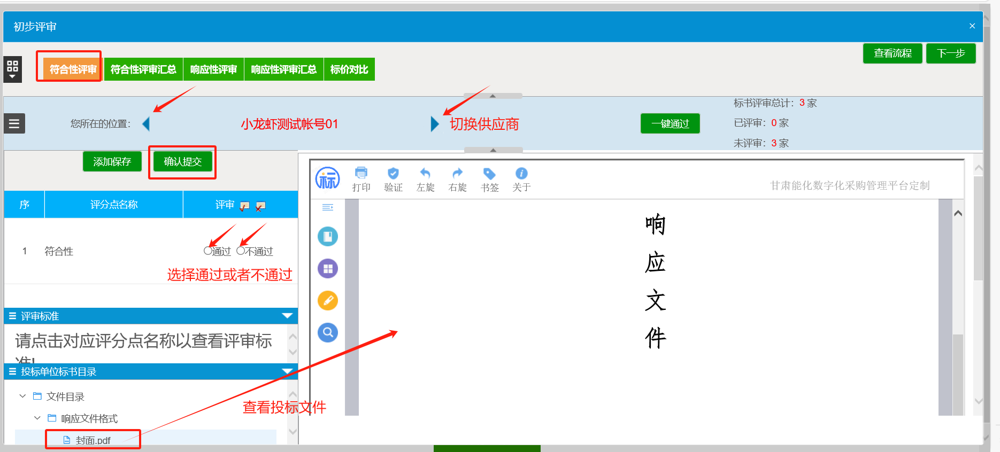 初步评审
×
查看流程 下一步
符合性评审 符合性评审汇总 响应性评审 响应性评审汇总 标价对比
您所在的位置： 小龙虾测试帐号01 切换供应商 一键通过
标书评审总计：3 家
已评审：0 家
未评审：3 家
添加保存 确认提交
序 评分点名称 评审
1 符合性 通过 不通过
选择通过或者不通过
评审标准
请点击对应评分点名称以查看评审标
准!
投标单位标书目录
文件目录
响应文件格式
封面.pdf
查看投标文件
标
打印 验证 左旋 右旋 书签 关于
甘肃能化数字化采购管理平台定制
响
应
文
件